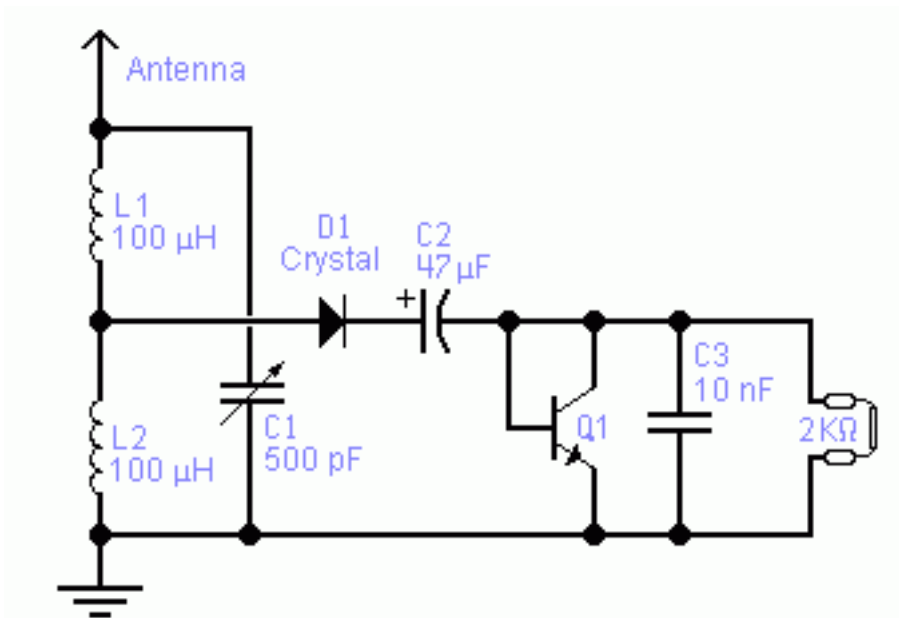 Antenna
L1
100 µH
D1
Crystal
C2
+
47 µF
C3
10 nF
Q1
2KΩ
L2
100 µH
C1
500 pF